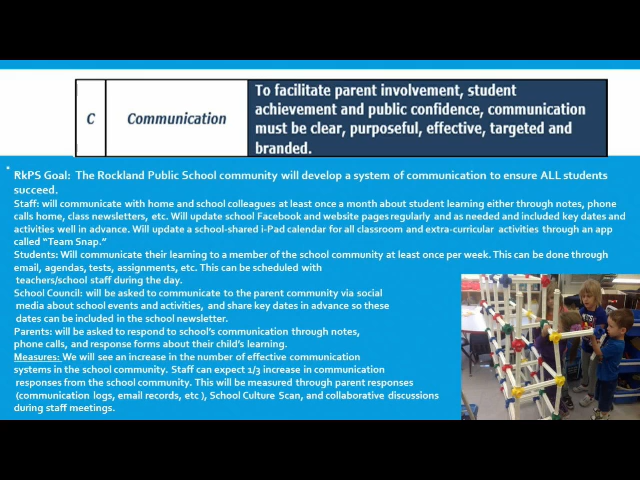 C
Communication
To facilitate parent involvement, student
achievement and public confidence, communication
must be clear, purposeful, effective, targeted and
branded.
RkPS Goal: The Rockland Public School community will develop a system of communication to ensure ALL students
succeed.
Staff: will communicate with home and school colleagues at least once a month about student learning either through notes, phone
calls home, class newsletters, etc. Will update school Facebook and website pages regularly and as needed and included key dates and
activities well in advance. Will update a school-shared i-Pad calendar for all classroom and extra-curricular activities through an app
called “Team Snap.”
Students: Will communicate their learning to a member of the school community at least once per week. This can be done through
email, agendas, tests, assignments, etc. This can be scheduled with
teachers/school staff during the day.
School Council: will be asked to communicate to the parent community via social
media about school events and activities, and share key dates in advance so these
dates can be included in the school newsletter.
Parents: will be asked to respond to school’s communication through notes,
phone calls, and response forms about their child’s learning.
Measures: We will see an increase in the number of effective communication
systems in the school community. Staff can expect 1/3 increase in communication
responses from the school community. This will be measured through parent responses
(communication logs, email records, etc ), School Culture Scan, and collaborative discussions
during staff meetings.